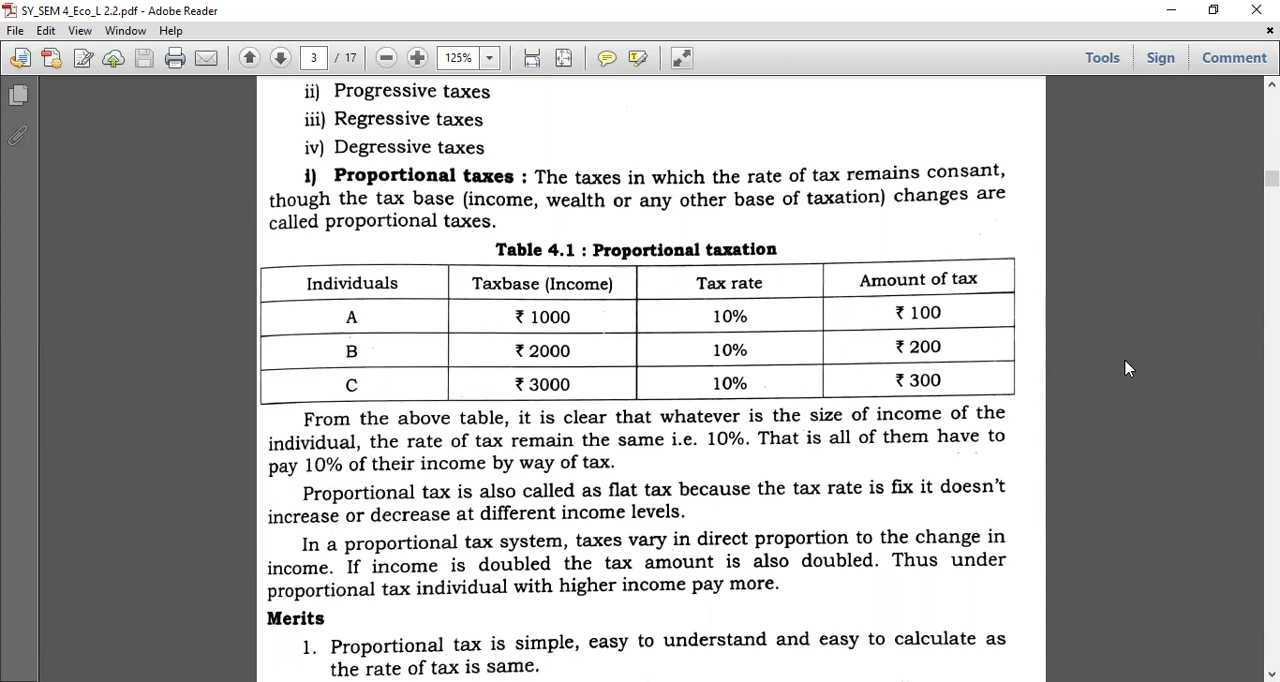 SY_SEM 4_Eco_L 2.2.pdf - Adobe Reader
File Edit View Window Help
3 / 17 125% Tools Sign Comment
ii) Progressive taxes
iii) Regressive taxes
iv) Degressive taxes
i) Proportional taxes : The taxes in which the rate of tax remains consant,
though the tax base (income, wealth or any other base of taxation) changes are
called proportional taxes.
Table 4.1 : Proportional taxation
Individuals Taxbase (Income) Tax rate Amount of tax
A ₹ 1000 10% ₹ 100
B ₹ 2000 10% ₹ 200
C ₹ 3000 10% ₹ 300
From the above table, it is clear that whatever is the size of income of the
individual, the rate of tax remain the same i.e. 10%. That is all of them have to
pay 10% of their income by way of tax.
Proportional tax is also called as flat tax because the tax rate is fix it doesn't
increase or decrease at different income levels.
In a proportional tax system, taxes vary in direct proportion to the change in
income. If income is doubled the tax amount is also doubled. Thus under
proportional tax individual with higher income pay more.
Merits
1. Proportional tax is simple, easy to understand and easy to calculate as
the rate of tax is same.